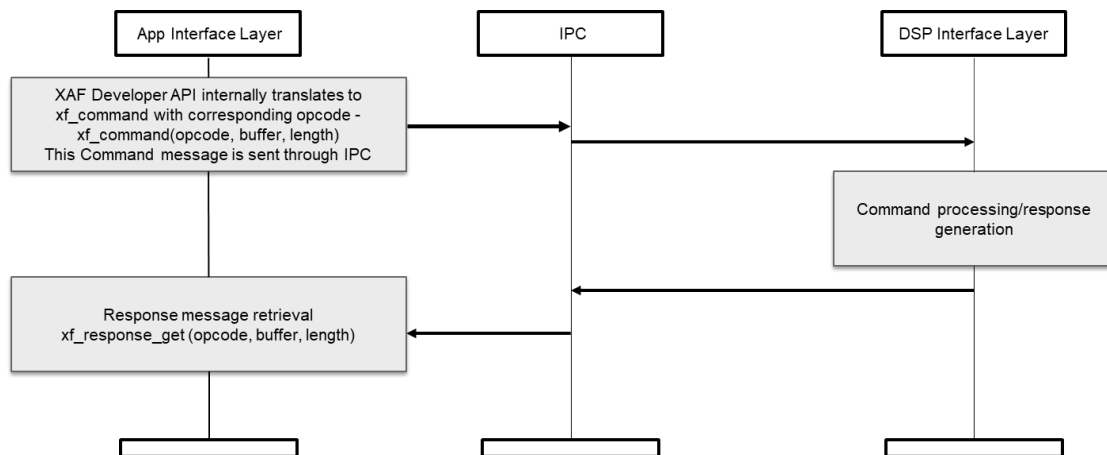 App Interface Layer
IPC
DSP Interface Layer
XAF Developer API internally translates to
xf_command with corresponding opcode -
xf_command(opcode, buffer, length)
This Command message is sent through IPC
Command processing/response
generation
Response message retrieval
xf_response_get (opcode, buffer, length)